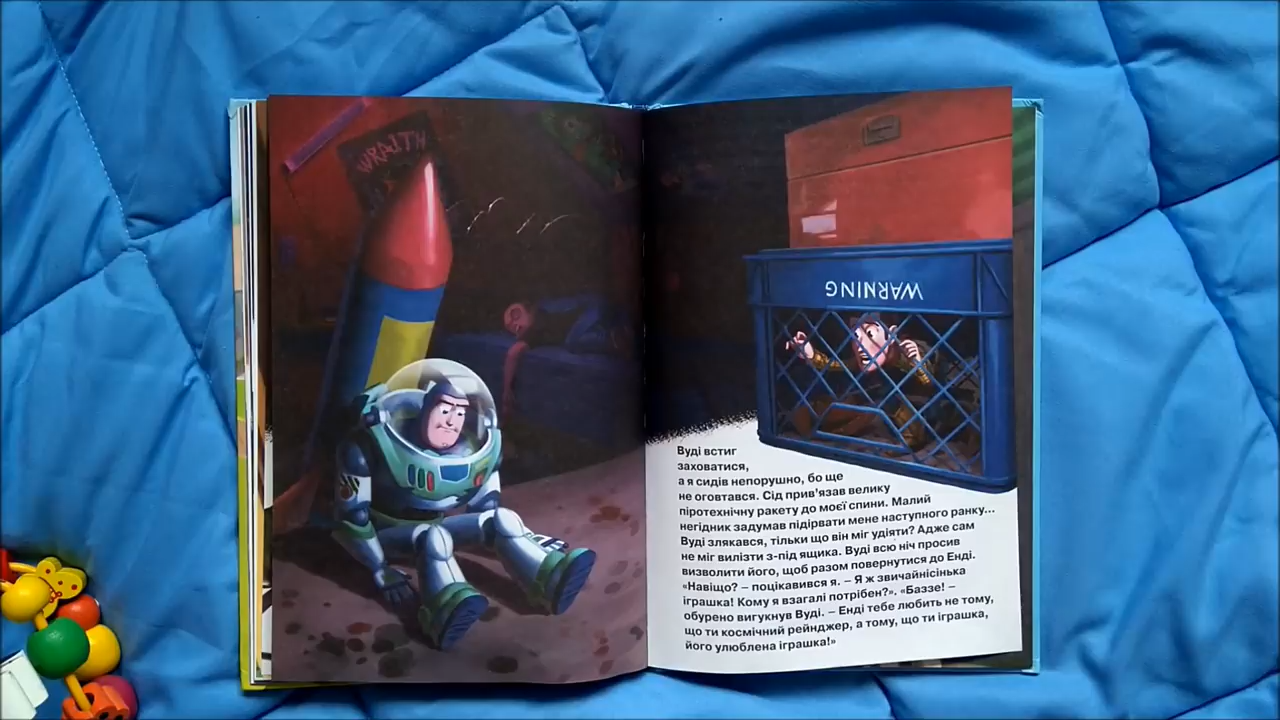 WRAITH
WARNING
Вуді встиг
заховатися,
а я сидів непорушно, бо ще
не оговтався. Сід прив'язав велику
піротехнічну ракету до моєї спини. Малий
негідник задумав підірвати мене наступного ранку...
Вуді злякався, тільки що він міг удіяти? Адже сам
не міг вилізти з-під ящика. Вуді всю ніч просив
визволити його, щоб разом повернутися до Енді.
«Навіщо? – поцікавився я. – Я ж звичайнісінька
іграшка! Кому я взагалі потрібен?». «Баззе! –
обурено вигукнув Вуді. – Енді тебе любить не тому,
що ти космічний рейнджер, а тому, що ти іграшка,
його улюблена іграшка!»